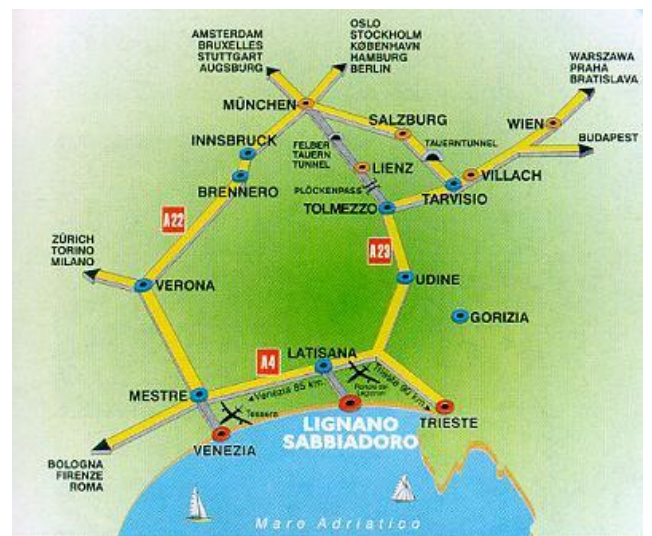 AMSTERDAM
BRUXELLES
STUTTGART
AUGSBURG
OSLO
STOCKHOLM
KØBENHAVN
HAMBURG
BERLIN
WARSZAWA
PRAHA
BRATISLAVA
MÜNCHEN
SALZBURG
WIEN
INNSBRUCK
FELBER
TAUERN
TUNNEL
TAUERNTUNNEL
BUDAPEST
LIENZ
VILLACH
BRENNERO
PLÖCKENPASS
TARVISIO
TOLMEZZO
A22
A23
ZÜRICH
TORINO
MILANO
VERONA
UDINE
GORIZIA
LATISANA
A4
Venezia 85 km.
Trieste 90 km.
MESTRE
Tessera
LIGNANO
SABBIADORO
TRIESTE
VENEZIA
BOLOGNA
FIRENZE
ROMA
Mare Adriatico